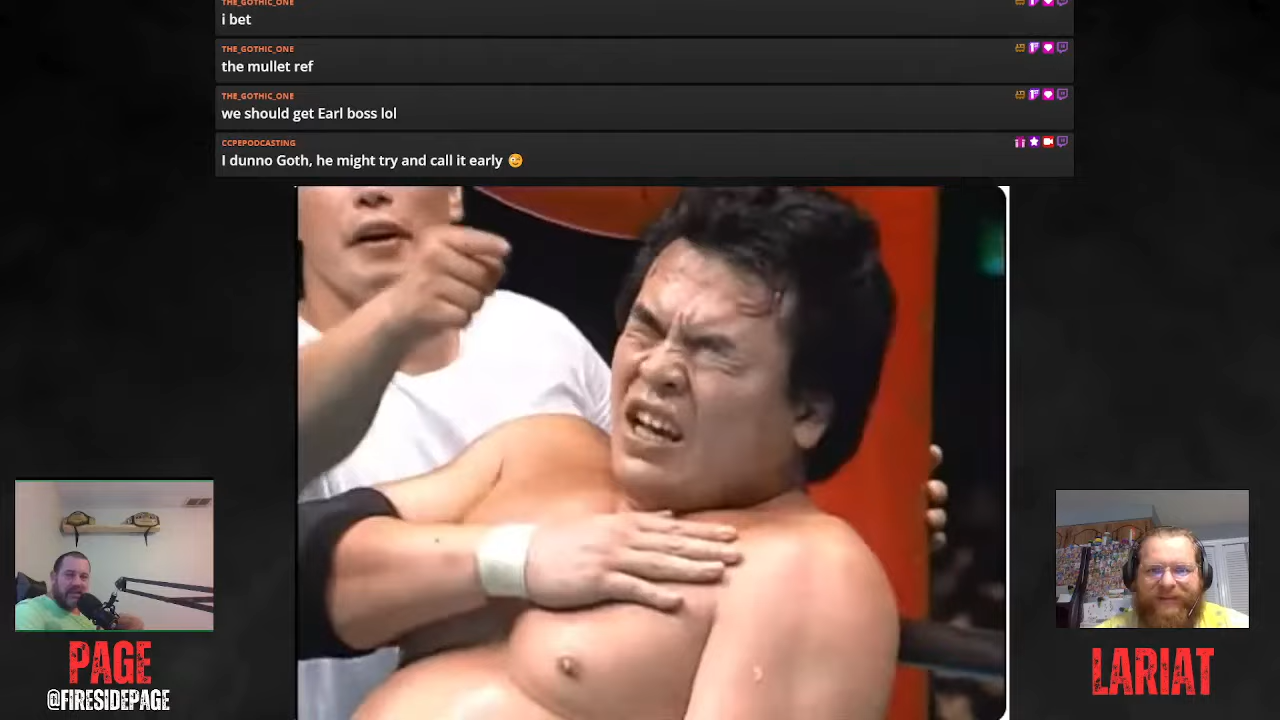 THE_GOTHIC_ONE
i bet
THE_GOTHIC_ONE
the mullet ref
THE_GOTHIC_ONE
we should get Earl boss lol
CCPEPODCASTING
I dunno Goth, he might try and call it early
PAGE
@FIRESIDEPAGE
LARIAT